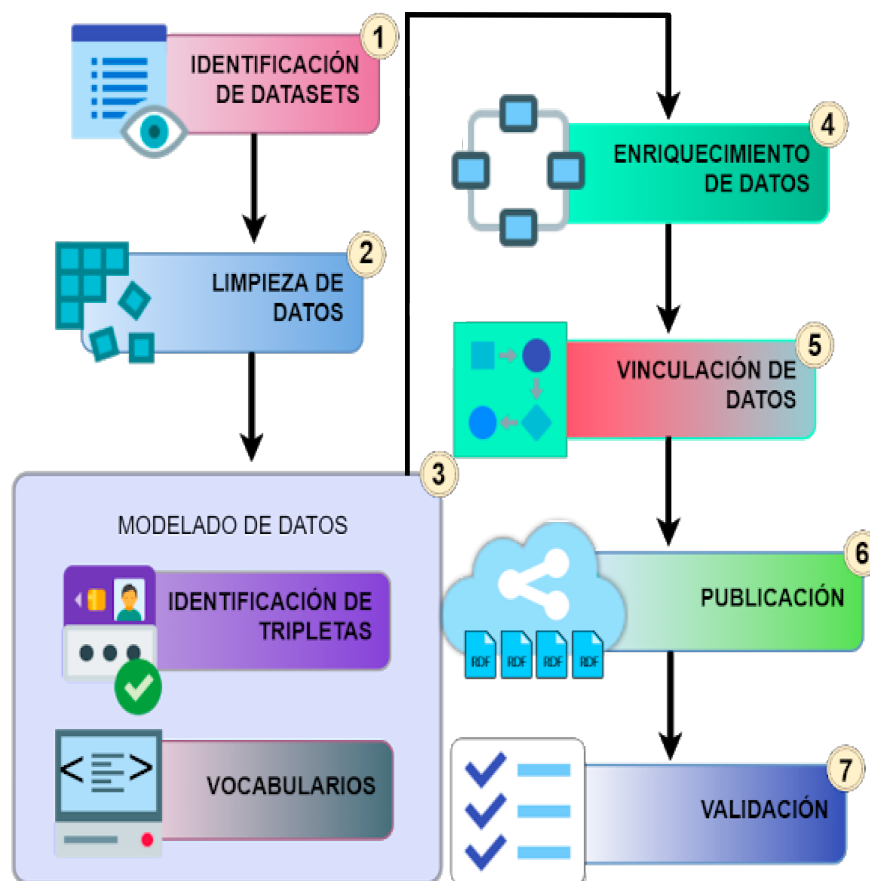 1
IDENTIFICACIÓN
DE DATASETS
2
LIMPIEZA DE
DATOS
3
MODELADO DE DATOS
IDENTIFICACIÓN DE
TRIPLETAS
< >
VOCABULARIOS
4
ENRIQUECIMIENTO
DE DATOS
5
VINCULACIÓN DE
DATOS
6
PUBLICACIÓN
RDF RDF RDF RDF
7
VALIDACIÓN